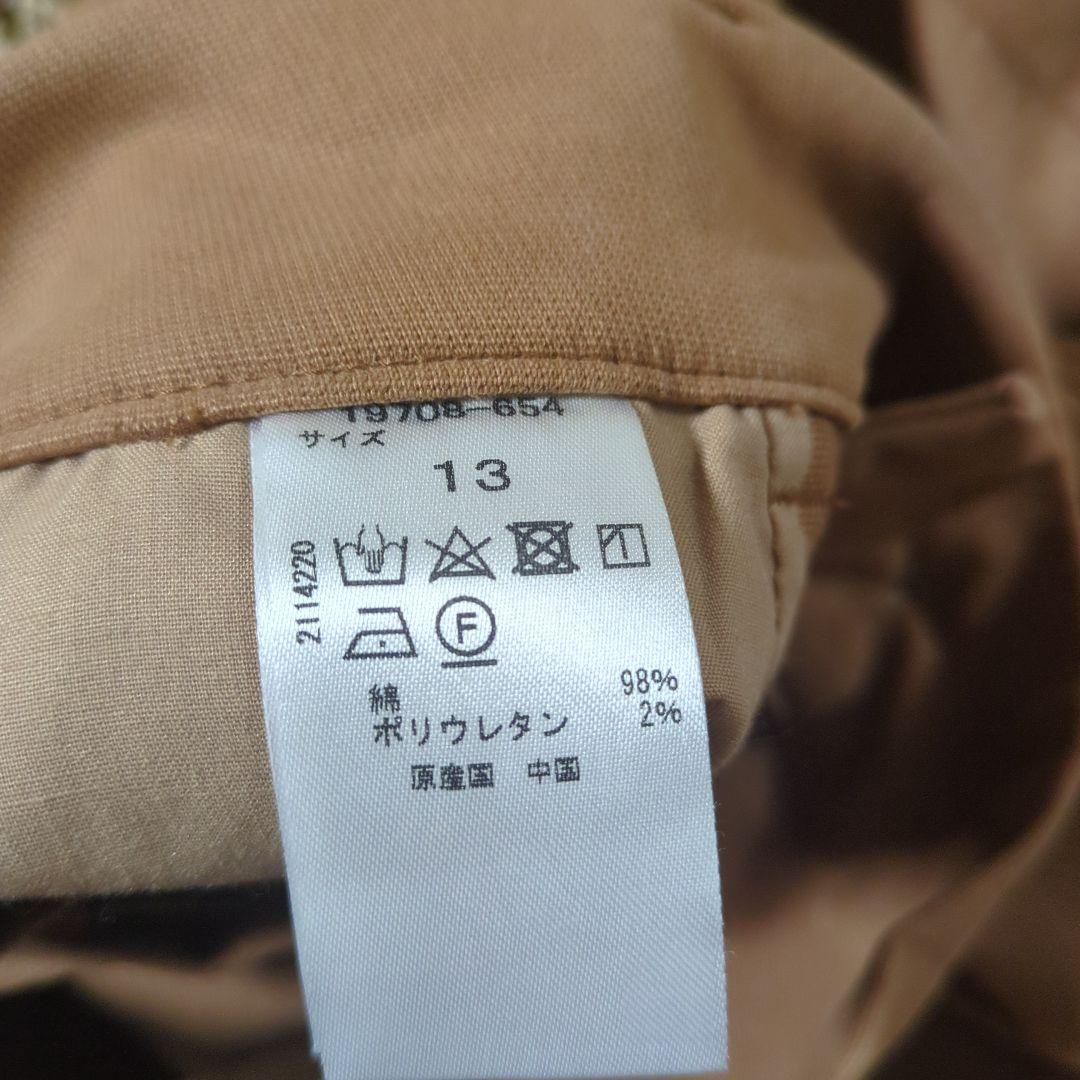 19708-654
サイズ
13
2114220
F
綿 98%
ポリウレタン 2%
原産国 中国